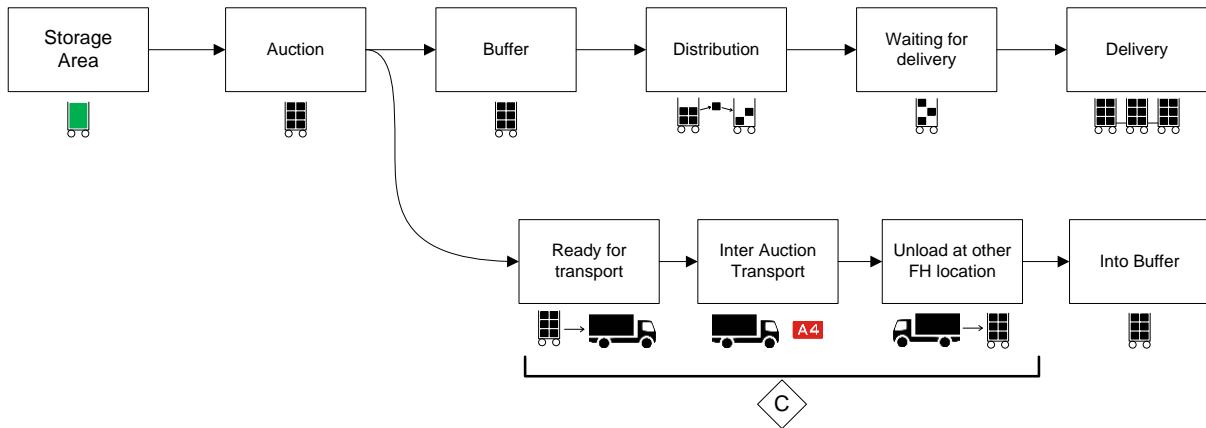 Storage
Area
Auction
Buffer
Distribution
Waiting for
delivery
Delivery
Ready for
transport
Inter Auction
Transport
Unload at other
FH location
Into Buffer
A4
C